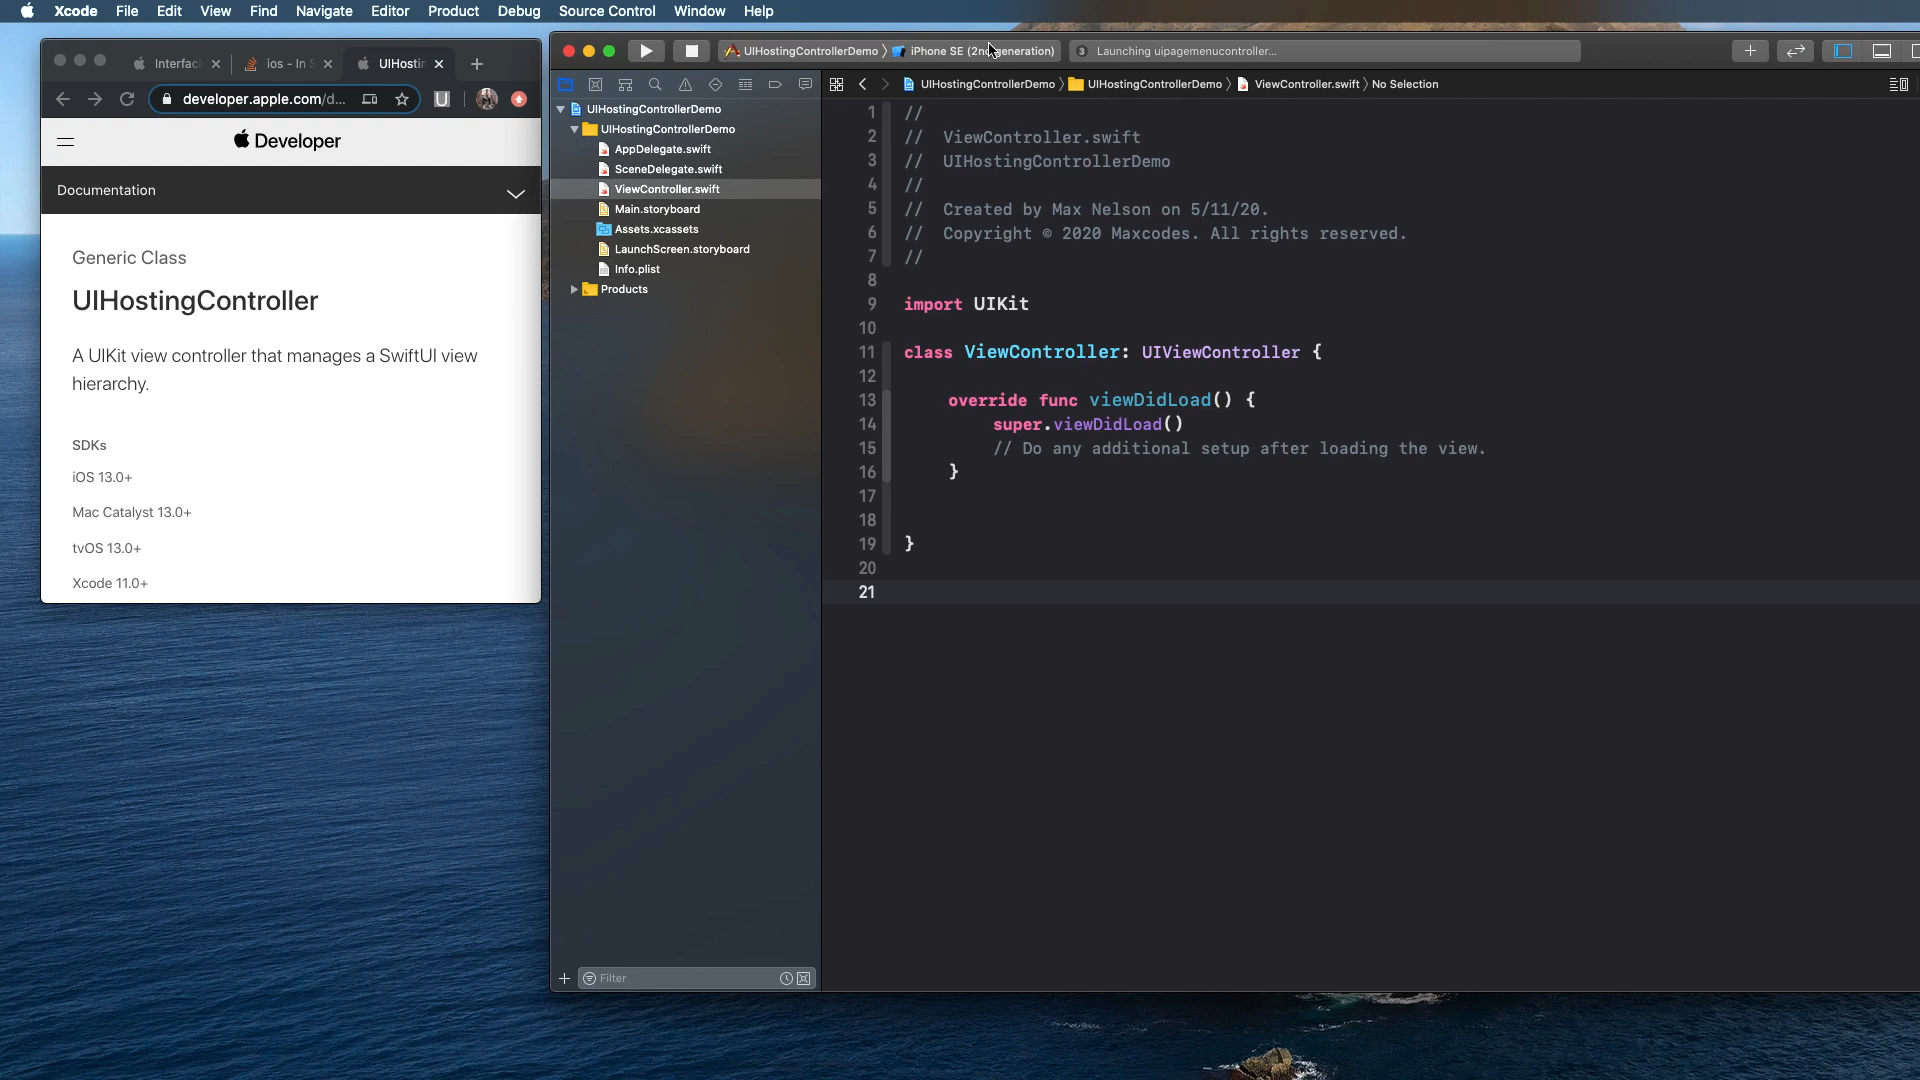 Xcode File Edit View Find Navigate Editor Product Debug Source Control Window Help
UIHostingControllerDemo iPhone SE (2nd generation) 3 Launching uipagemenucontroller...
Interfac ios - In S UIHostin
developer.apple.com/d...
Developer
Documentation
Generic Class
UIHostingController
A UIKit view controller that manages a SwiftUI view
hierarchy.
SDKs
iOS 13.0+
Mac Catalyst 13.0+
tvOS 13.0+
Xcode 11.0+
UIHostingControllerDemo
UIHostingControllerDemo
AppDelegate.swift
SceneDelegate.swift
ViewController.swift
Main.storyboard
Assets.xcassets
LaunchScreen.storyboard
Info.plist
Products
Filter
UIHostingControllerDemo UIHostingControllerDemo ViewController.swift No Selection
1 //
2 // ViewController.swift
3 // UIHostingControllerDemo
4 //
5 // Created by Max Nelson on 5/11/20.
6 // Copyright © 2020 Maxcodes. All rights reserved.
7 //
8
9 import UIKit
10
11 class ViewController: UIViewController {
12
13 override func viewDidLoad() {
14 super.viewDidLoad()
15 // Do any additional setup after loading the view.
16 }
17
18
19 }
20
21